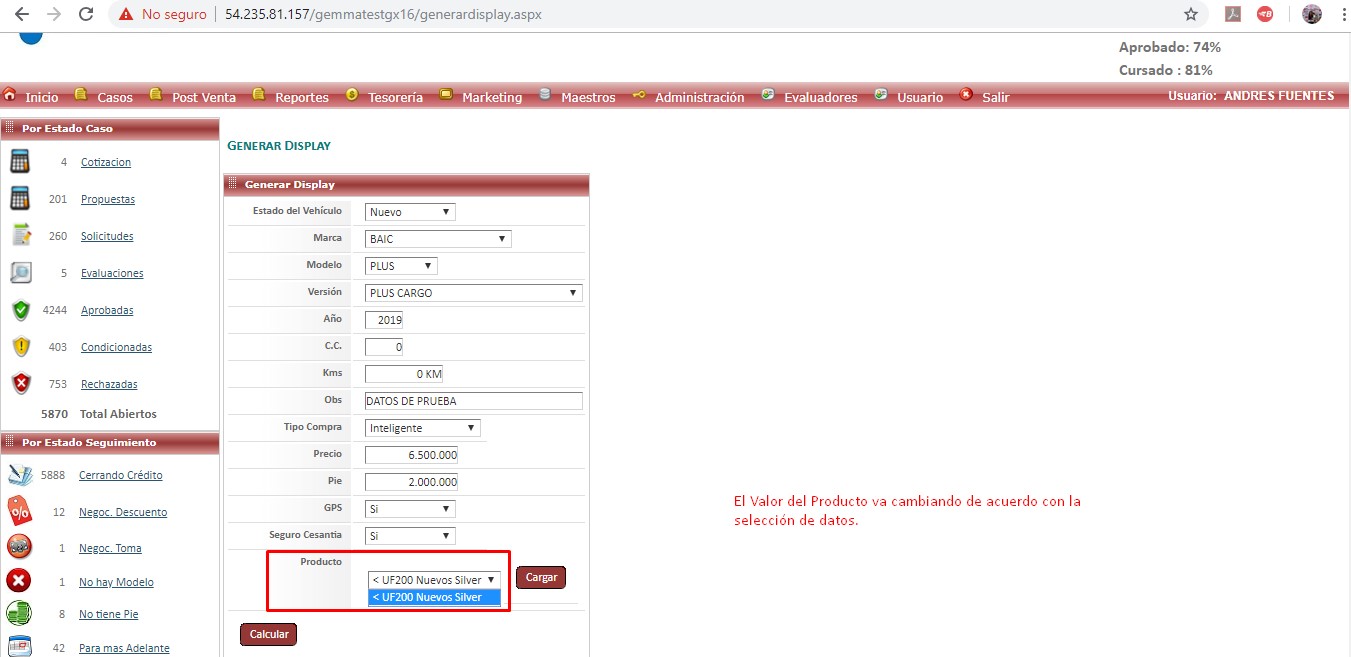 No seguro
54.235.81.157/gemmatestgx16/generardisplay.aspx
Aprobado: 74%
Cursado : 81%
Inicio Casos Post Venta Reportes Tesorería Marketing Maestros Administración Evaluadores Usuario Salir Usuario: ANDRES FUENTES
Por Estado Caso
4 Cotizacion
201 Propuestas
260 Solicitudes
5 Evaluaciones
4244 Aprobadas
403 Condicionadas
753 Rechazadas
5870 Total Abiertos
Por Estado Seguimiento
5888 Cerrando Crédito
12 Negoc. Descuento
1 Negoc. Toma
1 No hay Modelo
8 No tiene Pie
42 Para mas Adelante
GENERAR DISPLAY
Generar Display
Estado del Vehículo Nuevo
Marca BAIC
Modelo PLUS
Versión PLUS CARGO
Año 2019
C.C. 0
Kms 0 KM
Obs DATOS DE PRUEBA
Tipo Compra Inteligente
Precio 6.500.000
Pie 2.000.000
GPS Si
Seguro Cesantia Si
Producto
< UF200 Nuevos Silver Cargar
< UF200 Nuevos Silver
Calcular
El Valor del Producto va cambiando de acuerdo con la
selección de datos.